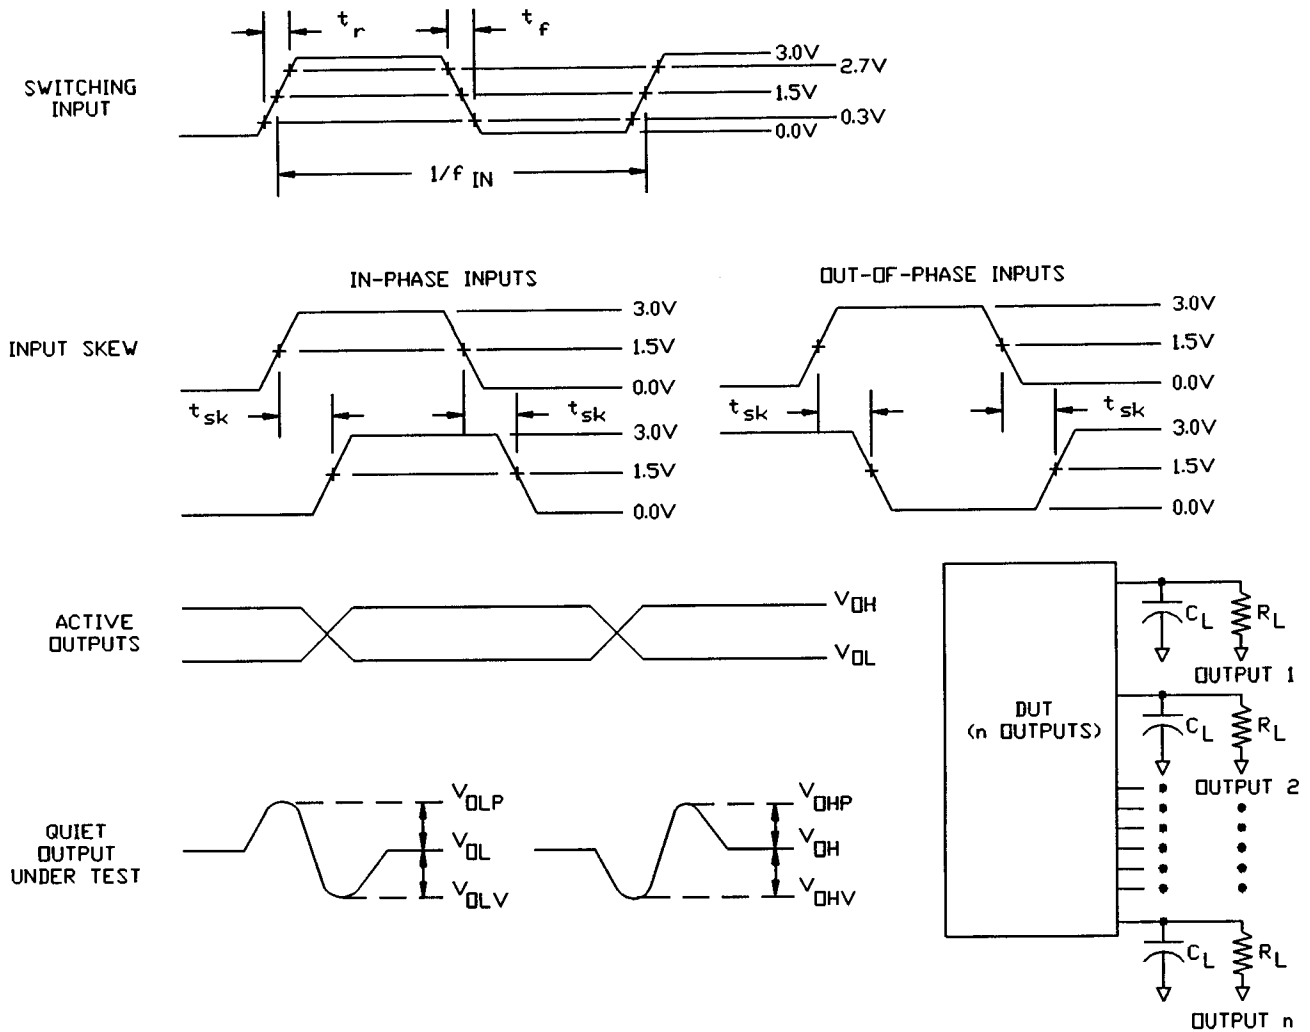 t r
t f
SWITCHING
INPUT
3.0V
2.7V
1.5V
0.3V
0.0V
1/f IN
IN-PHASE INPUTS
OUT-OF-PHASE INPUTS
INPUT SKEW
3.0V
1.5V
0.0V
3.0V
1.5V
0.0V
t sk
t sk
t sk
t sk
3.0V
1.5V
0.0V
3.0V
1.5V
0.0V
ACTIVE
OUTPUTS
V OH
V OL
DUT
(n OUTPUTS)
C L
R L
OUTPUT 1
C L
R L
OUTPUT 2
C L
R L
OUTPUT n
QUIET
OUTPUT
UNDER TEST
V OLP
V OL
V OLV
V OHP
V OH
V OHV